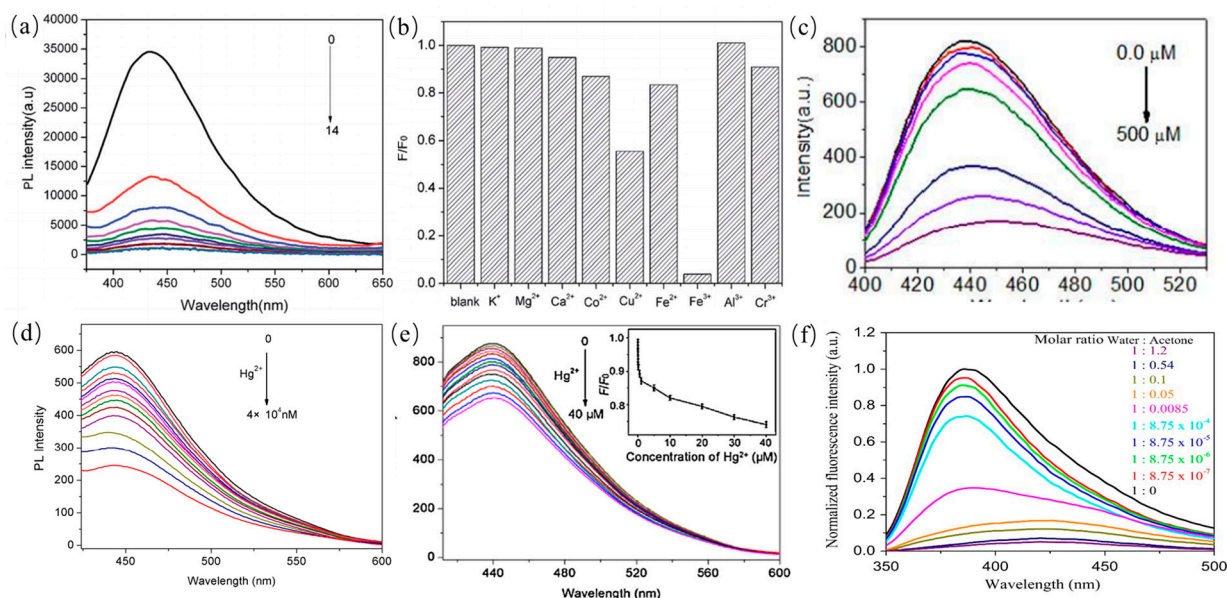 (a)
PL intensity(a.u)
40000
35000
30000
25000
20000
15000
10000
5000
0
0
14
400 450 500 550 600 650
Wavelength(nm)
(b)
F/F0
1.0
0.8
0.6
0.4
0.2
0.0
blank K⁺ Mg²⁺ Ca²⁺ Co²⁺ Cu²⁺ Fe²⁺ Fe³⁺ Al³⁺ Cr³⁺
(c)
Intensity(a.u.)
800
600
400
200
0
0.0 µM
500 µM
400 420 440 460 480 500 520
(d)
PL Intensity
600
500
400
300
200
100
0
0
Hg²⁺
450 500 550 600
Wavelength (nm)
(e)
800
600
400
200
0
0
Hg²⁺
40 µM
F/F0
1.0
0.9
0.8
0 10 20 30 40
Concentration of Hg²⁺ (µM)
440 480 520 560 600
Wavelength (nm)
(f)
Normalized fluorescence intensity (a.u.)
1.2
1.0
0.8
0.6
0.4
0.2
0.0
Molar ratio Water : Acetone
1 : 1.2
1 : 0.54
1 : 0.1
1 : 0.05
1 : 0.0085
1 : 8.75 x 10⁻⁴
1 : 8.75 x 10⁻⁵
1 : 8.75 x 10⁻⁶
1 : 8.75 x 10⁻⁷
1 : 0
350 400 450 500
Wavelength (nm)